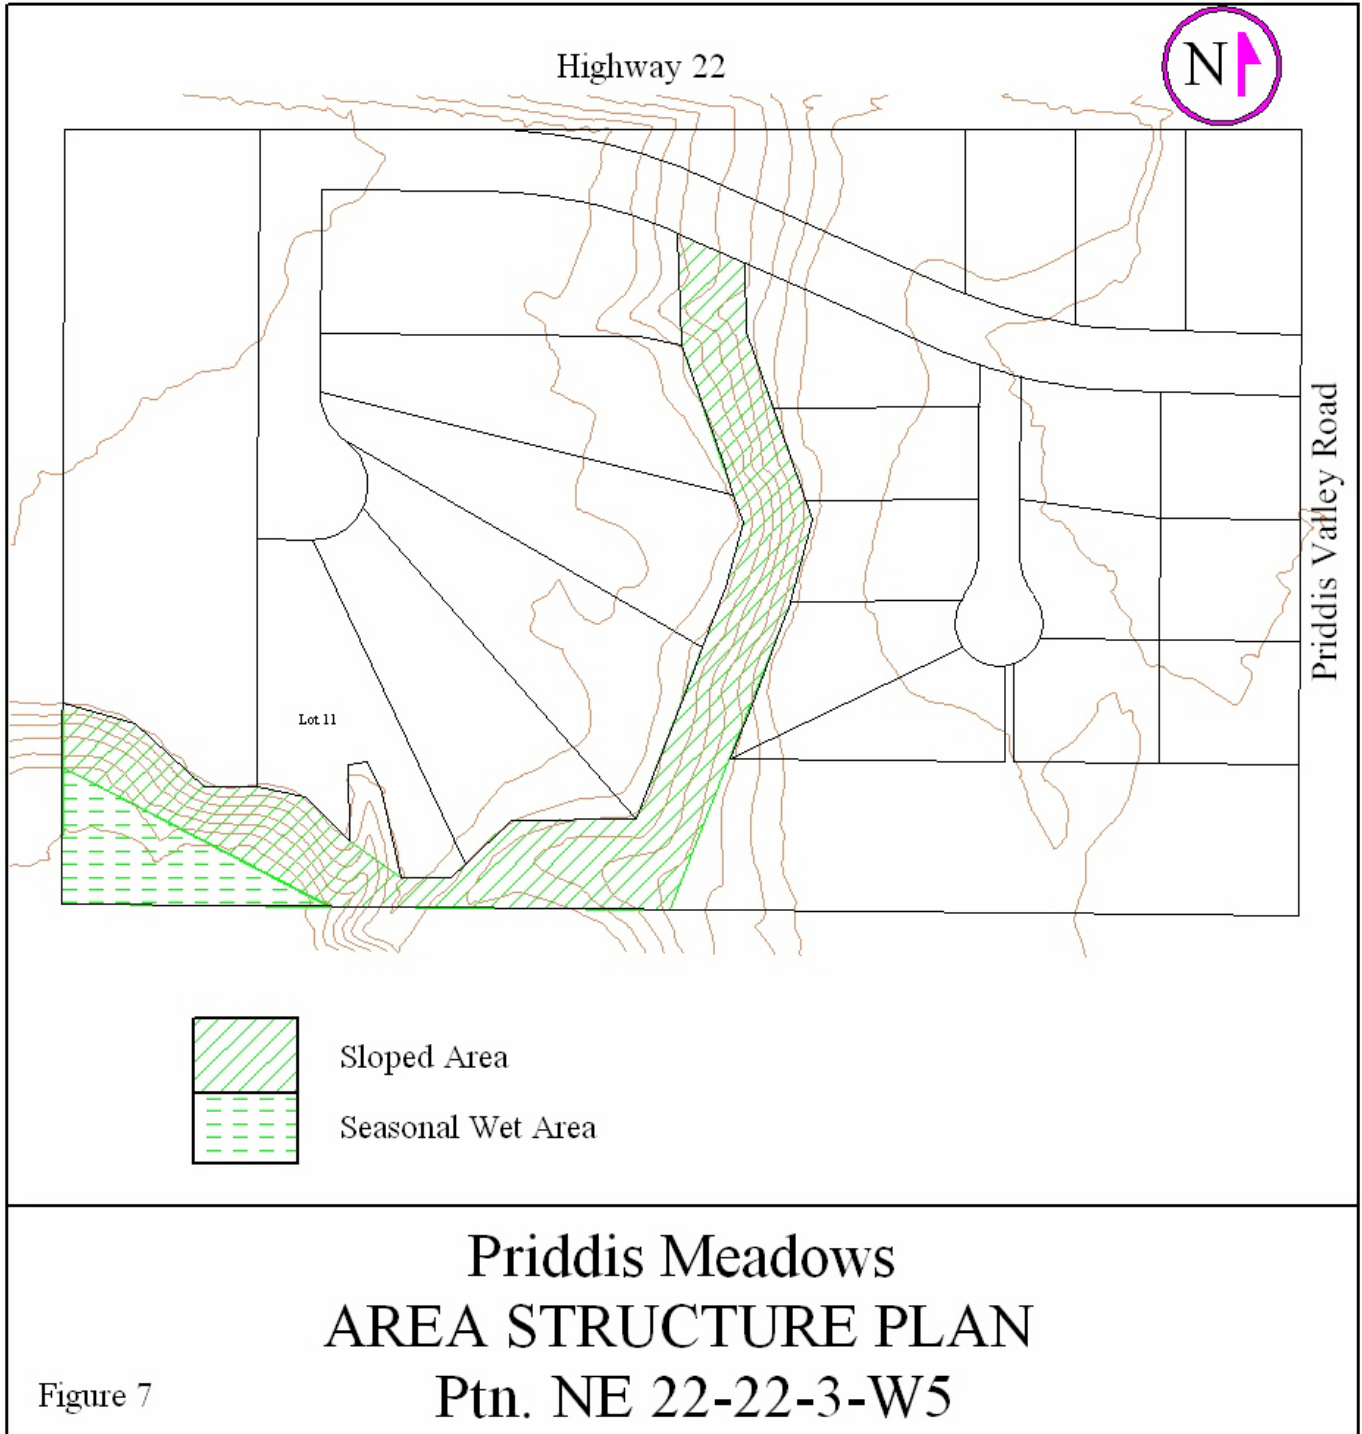 Highway 22
N
Priddis Valley Road
Lot 11
Sloped Area
Seasonal Wet Area
Priddis Meadows
AREA STRUCTURE PLAN
Ptn. NE 22-22-3-W5
Figure 7